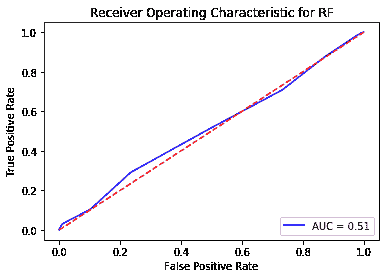 Receiver Operating Characteristic for RF
True Positive Rate
1.0
0.8
0.6
0.4
0.2
0.0
AUC = 0.51
0.0 0.2 0.4 0.6 0.8 1.0
False Positive Rate